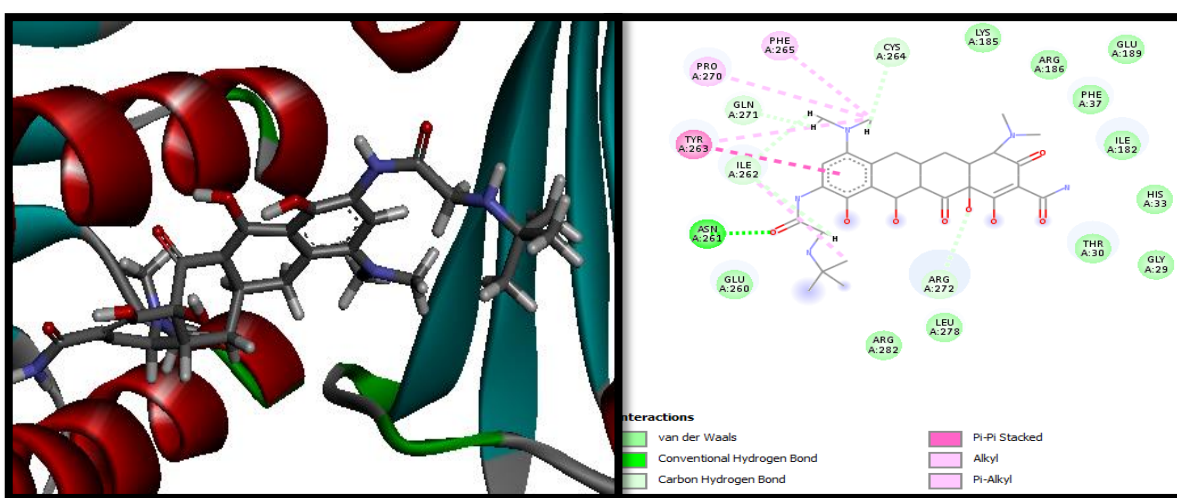 PHE
A:265
CYS
A:264
LYS
A:185
GLU
A:189
PRO
A:270
ARG
A:186
PHE
A:37
GLN
A:271
H
H
H
N
N
O
TYR
A:263
ILE
A:182
ILE
A:262
N
O
O
O
O
O
O
O
N
HIS
A:33
ASN
A:261
O
H
N
THR
A:30
GLY
A:29
GLU
A:260
ARG
A:272
LEU
A:278
ARG
A:282
nteractions
van der Waals
Conventional Hydrogen Bond
Carbon Hydrogen Bond
Pi-Pi Stacked
Alkyl
Pi-Alkyl